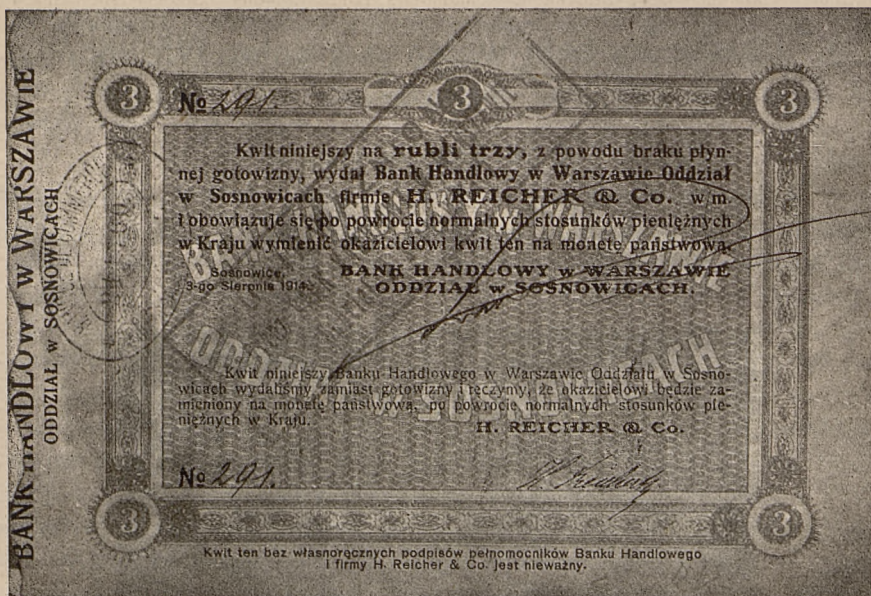 BANK HANDLOWY w WARSZAWIE
ODDZIAŁ w SOSNOWICACH
3
3
3
№ 291.
Kwit niniejszy na rubli trzy, z powodu braku płyn-
nej gotowizny, wydał Bank Handlowy w Warszawie Oddział
w Sosnowicach firmie H. REICHER & Co. w m.
i obowiązuje się po powrocie normalnych stosunków pieniężnych
w Kraju wymienić okazicielowi kwit ten na monetę państwową.
Sosnowice,
3-go Sierpnia 1914.
BANK HANDLOWY w WARSZAWIE
ODDZIAŁ w SOSNOWICACH.
Kwit niniejszy Banku Handlowego w Warszawie Oddziału w Sosno-
wicach wydaliśmy zamiast gotowizny i ręczymy, że okazicielowi będzie za-
mieniony na monetę państwową, po powrocie normalnych stosunków pie-
niężnych w Kraju.
H. REICHER & Co.
№ 291.
3
3
Kwit ten bez własnoręcznych podpisów pełnomocników Banku Handlowego
i firmy H. Reicher & Co. jest nieważny.